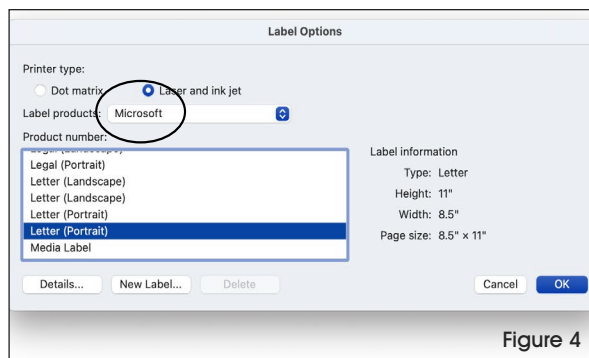 Label Options
Printer type:
Dot matrix Laser and ink jet
Label products: Microsoft
Product number:
Legal (Portrait)
Letter (Landscape)
Letter (Landscape)
Letter (Portrait)
Letter (Portrait)
Media Label
Label information
Type: Letter
Height: 11"
Width: 8.5"
Page size: 8.5" × 11"
Details... New Label... Delete Cancel OK
Figure 4